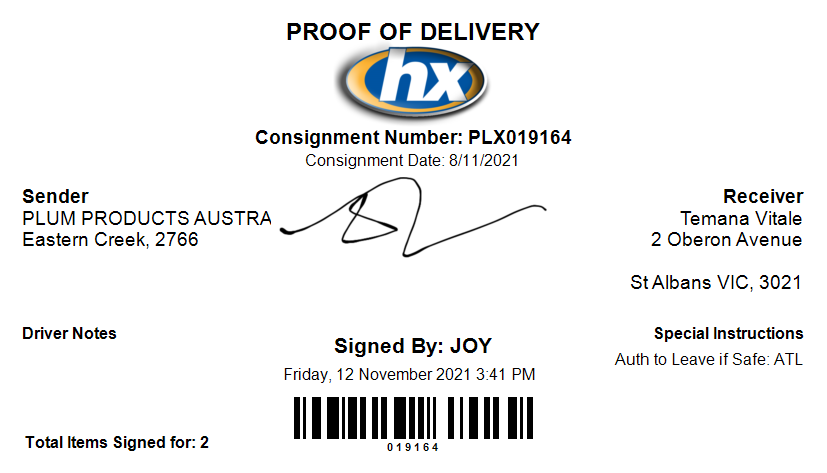 PROOF OF DELIVERY
hx
Consignment Number: PLX019164
Consignment Date: 8/11/2021
Sender
PLUM PRODUCTS AUSTRA
Eastern Creek, 2766
Receiver
Temana Vitale
2 Oberon Avenue
St Albans VIC, 3021
Driver Notes
Signed By: JOY
Friday, 12 November 2021 3:41 PM
Special Instructions
Auth to Leave if Safe: ATL
019164
Total Items Signed for: 2